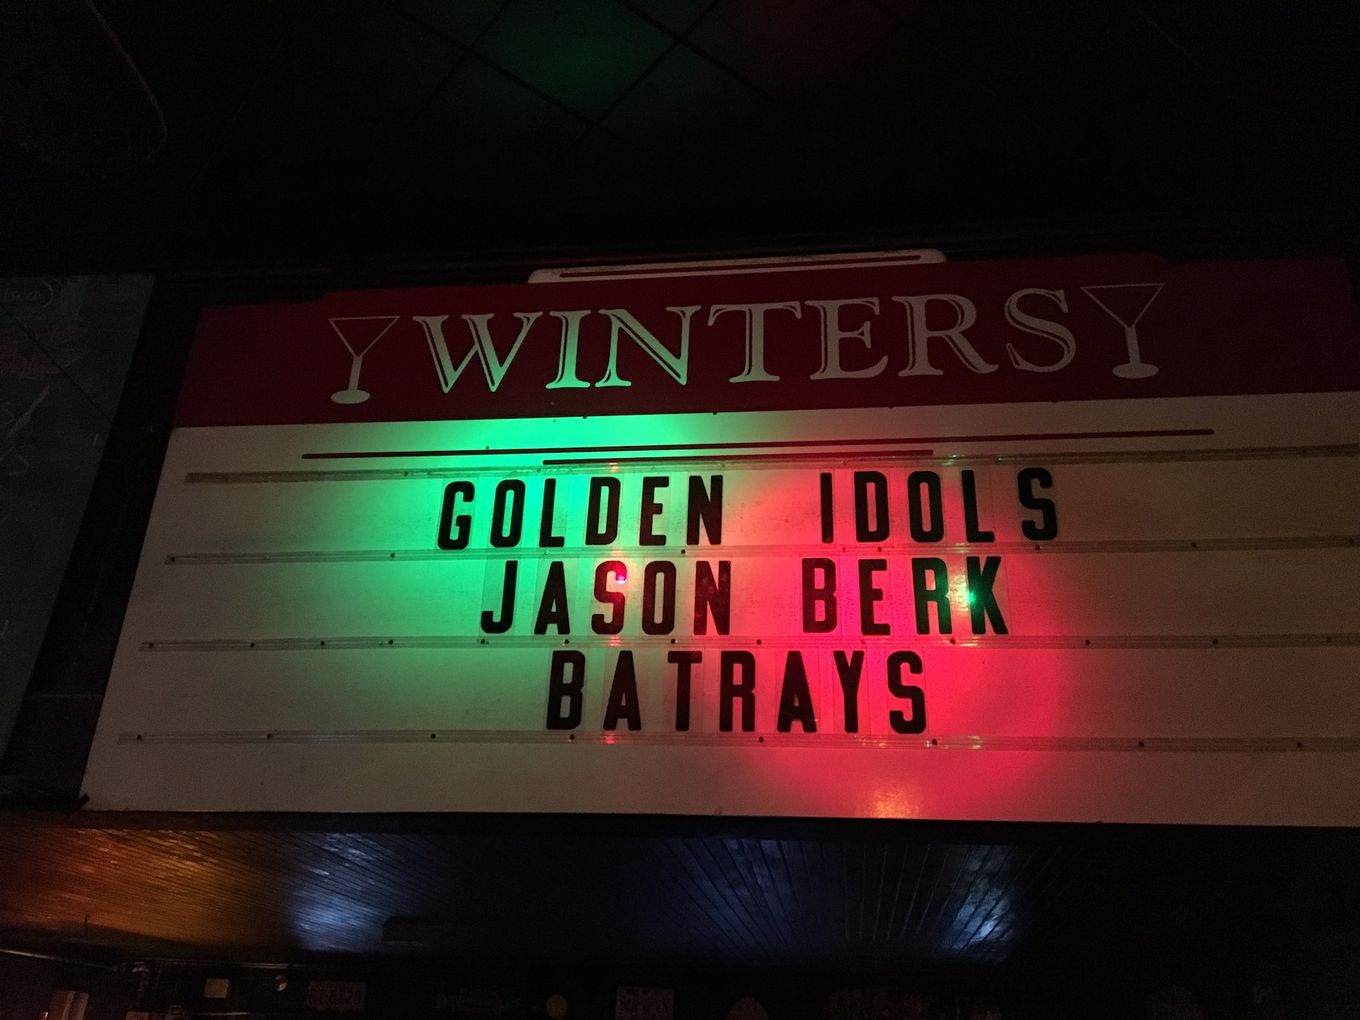 WINTERS
GOLDEN IDOLS
JASON BERK
BATRAYS